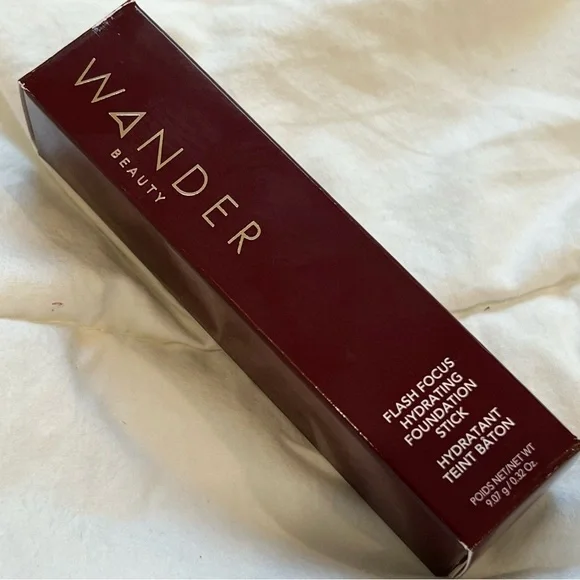 WANDER
BEAUTY
FLASH FOCUS
HYDRATING
FOUNDATION
STICK
HYDRATANT
TEINT BÂTON
POIDS NET/NET WT
9.07 g / 0.32 Oz.